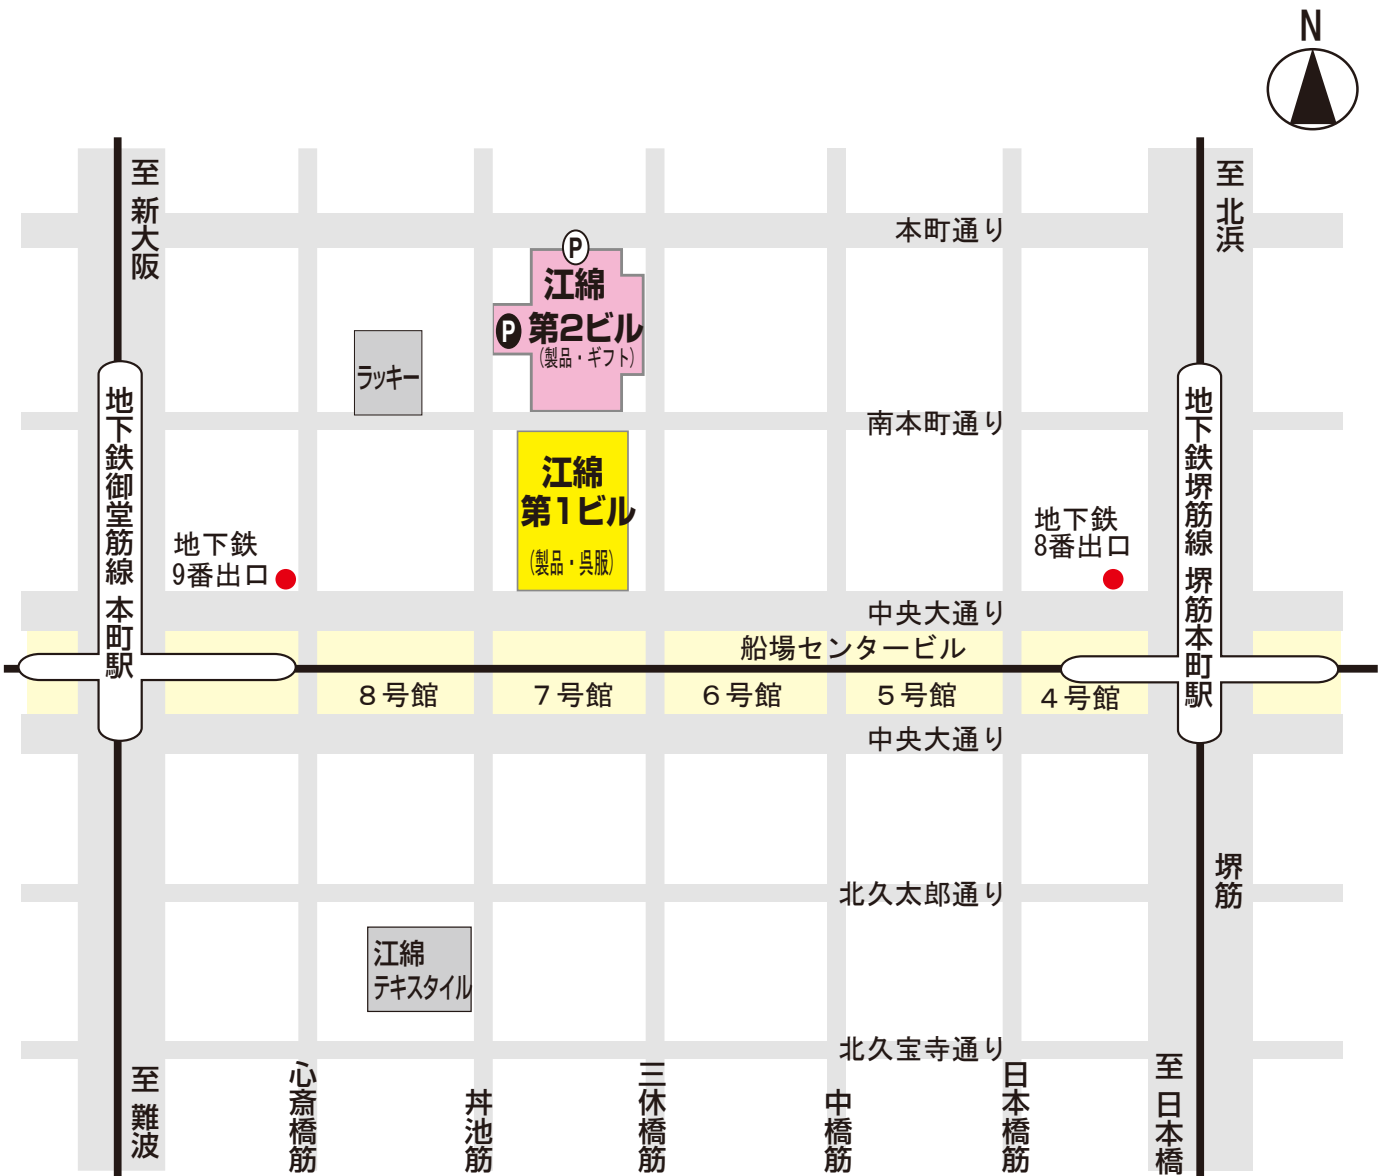 N
至 新大阪
至 北浜
本町通り
P
江綿
P 第2ビル
(製品・ギフト)
ラッキー
南本町通り
地下鉄御堂筋線 本町駅
地下鉄堺筋線 堺筋本町駅
江綿
第1ビル
(製品・呉服)
地下鉄
9番出口
地下鉄
8番出口
中央大通り
船場センタービル
8号館
7号館
6号館
5号館
4号館
中央大通り
堺筋
北久太郎通り
江綿
テキスタイル
北久宝寺通り
至 難波
心斎橋筋
丼池筋
三休橋筋
中橋筋
日本橋筋
至 日本橋